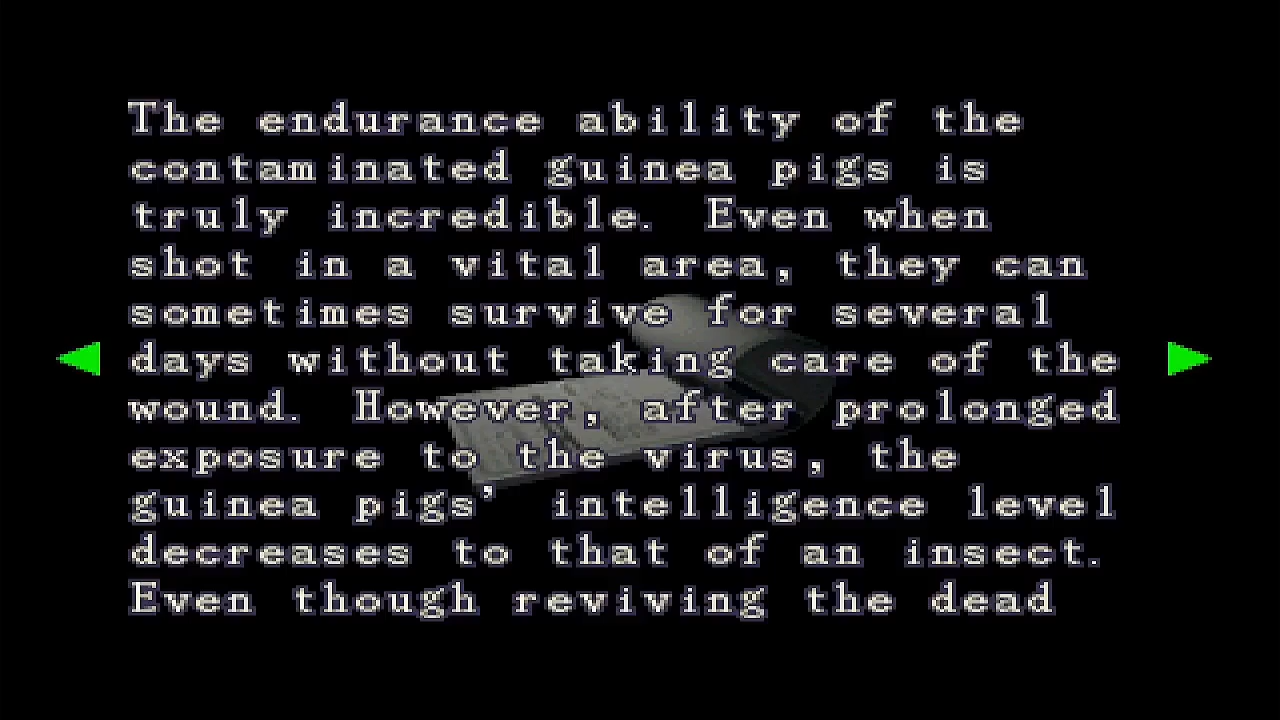 The endurance ability of the
contaminated guinea pigs is
truly incredible. Even when
shot in a vital area, they can
sometimes survive for several
days without taking care of the
wound. However, after prolonged
exposure to the virus, the
guinea pigs' intelligence level
decreases to that of an insect.
Even though reviving the dead